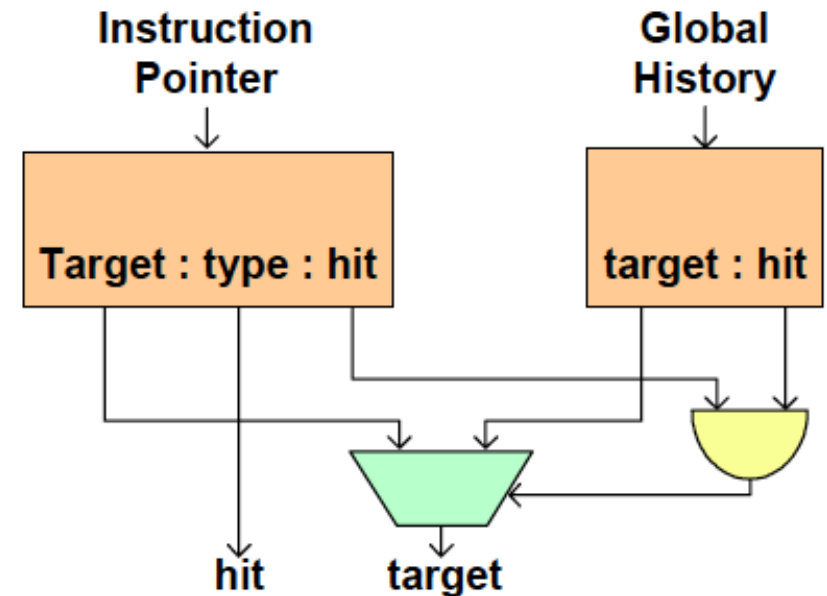 Instruction
Pointer
Global
History
Target : type : hit
target : hit
hit
target